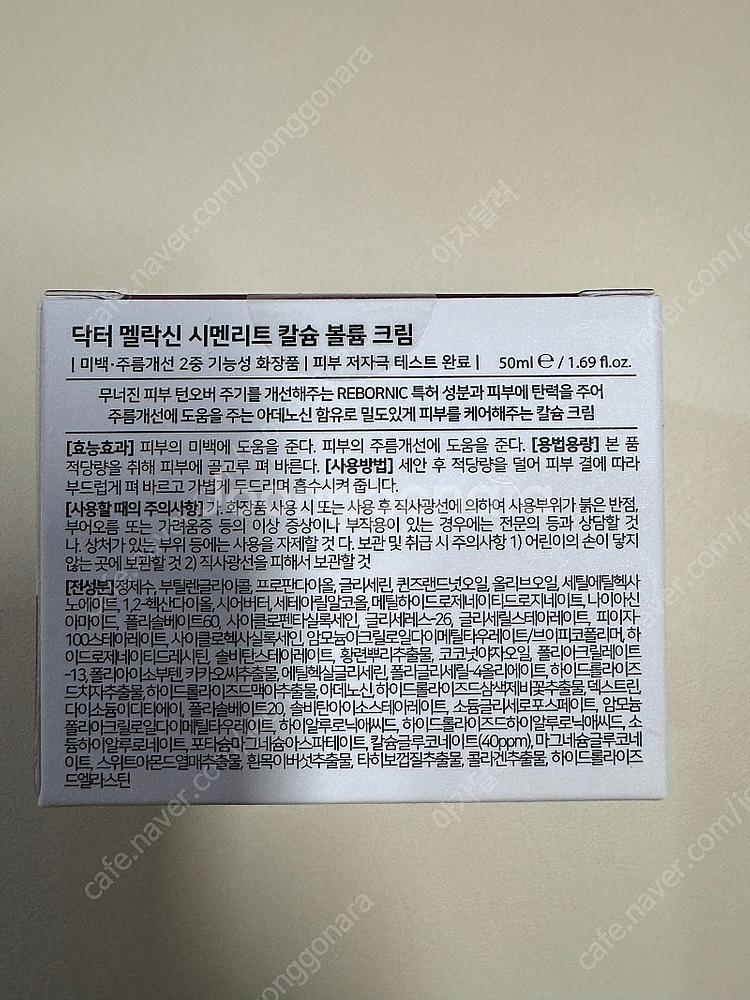 닥터 멜락신 시멘리트 칼슘 볼륨 크림
| 미백·주름개선 2중 기능성 화장품 | 피부 저자극 테스트 완료 | 50ml ℮ / 1.69 fl.oz.
무너진 피부 턴오버 주기를 개선해주는 REBORNIC 특허 성분과 피부에 탄력을 주어
주름개선에 도움을 주는 아데노신 함유로 밀도있게 피부를 케어해주는 칼슘 크림
[효능효과] 피부의 미백에 도움을 준다. 피부의 주름개선에 도움을 준다. [용법용량] 본 품
적당량을 취해 피부에 골고루 펴 바른다. [사용방법] 세안 후 적당량을 덜어 피부 결에 따라
부드럽게 펴 바르고 가볍게 두드리며 흡수시켜 줍니다.
[사용할 때의 주의사항] 가. 화장품 사용 시 또는 사용 후 직사광선에 의하여 사용부위가 붉은 반점,
부어오름 또는 가려움증 등의 이상 증상이나 부작용이 있는 경우에는 전문의 등과 상담할 것
나. 상처가 있는 부위 등에는 사용을 자제할 것 다. 보관 및 취급 시 주의사항 1) 어린이의 손이 닿지
않는 곳에 보관할 것 2) 직사광선을 피해서 보관할 것
[전성분] 정제수, 부틸렌글라이콜, 프로판다이올, 글리세린, 퀸즈랜드넛오일, 올리브오일, 세틸에틸헥사
노에이트, 1,2-헥산다이올, 시어버터, 세테아릴알코올, 메틸하이드로제네이티드로지네이트, 나이아신
아마이드, 폴리솔베이트60, 사이클로펜타실록세인, 글리세레스-26, 글리세릴스테아레이트, 피이지-
100스테아레이트, 사이클로헥사실록세인, 암모늄아크릴로일다이메틸타우레이트/브이피코폴리머, 하
이드로제네이티드레시틴, 솔비탄스테아레이트, 황련뿌리추출물, 코코넛야자오일, 폴리아크릴레이트
-13, 폴리아이소부텐, 카카오씨추출물, 에틸헥실글리세린, 폴리글리세릴-4올리에이트, 하이드롤라이즈
드치자추출물, 하이드롤라이즈드맥아추출물, 아데노신, 하이드롤라이즈드삼색제비꽃추출물, 덱스트린,
다이소듐이디티에이, 폴리솔베이트20, 솔비탄아이소스테아레이트, 소듐글리세로포스페이트, 암모늄
폴리아크릴로일다이메틸타우레이트, 하이알루로닉애씨드, 하이드롤라이즈드하이알루로닉애씨드, 소
듐하이알루로네이트, 포타슘마그네슘아스파테이트, 칼슘글루코네이트(40ppm), 마그네슘글루코네
이트, 스위트아몬드열매추출물, 흰목이버섯추출물, 타히보껍질추출물, 콜라겐추출물, 하이드롤라이즈
드엘라스틴
cafe.naver.com/joonggonara
아지달려